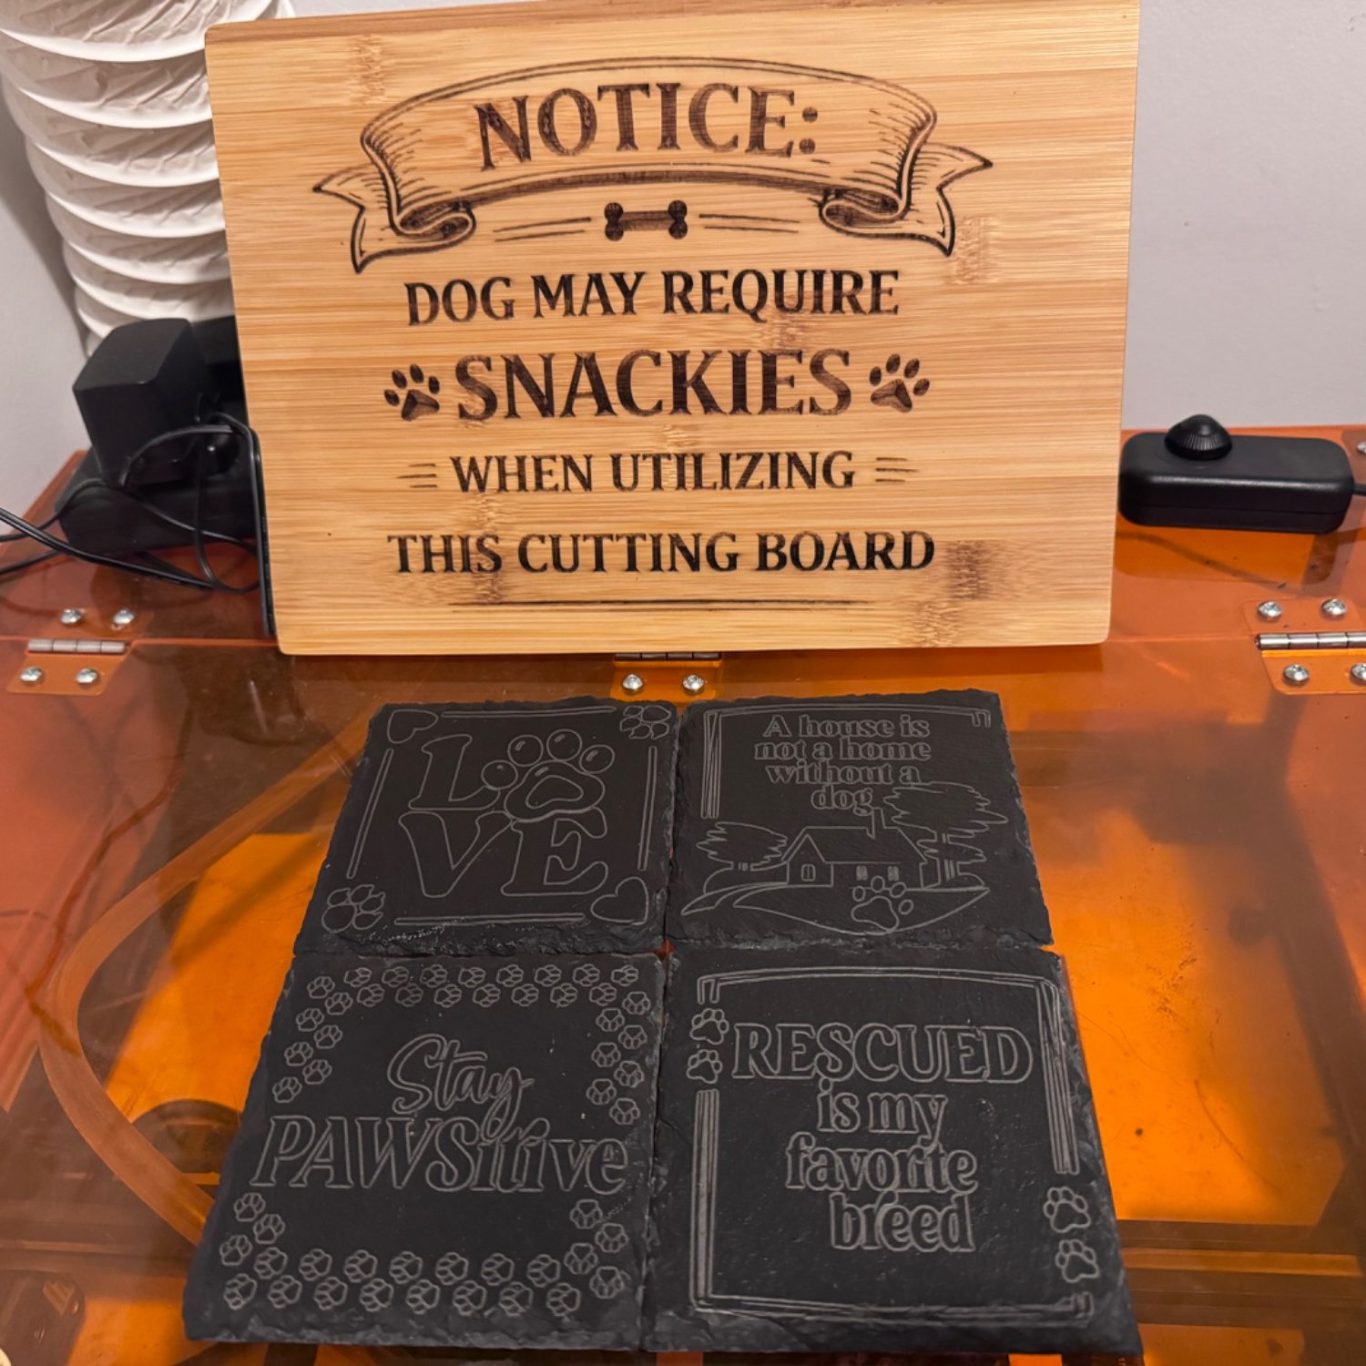 NOTICE:
DOG MAY REQUIRE
SNACKIES
WHEN UTILIZING
THIS CUTTING BOARD
LOVE
A house is
not a home
without a
dog
Stay
PAWSitive
RESCUED
is my
favorite
breed